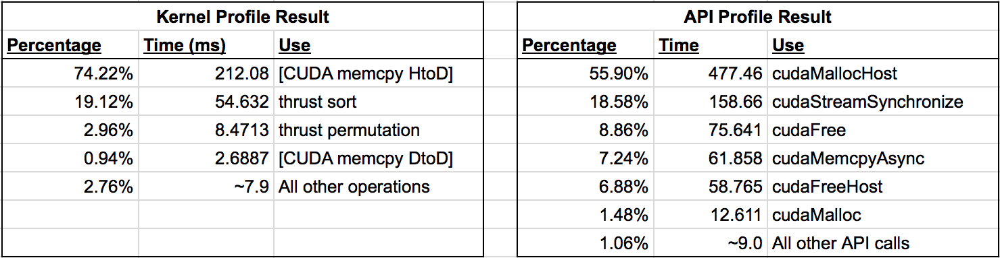 Kernel Profile Result API Profile Result
Percentage Time (ms) Use Percentage Time Use
74.22% 212.08 [CUDA memcpy HtoD] 55.90% 477.46 cudaMallocHost
19.12% 54.632 thrust sort 18.58% 158.66 cudaStreamSynchronize
2.96% 8.4713 thrust permutation 8.86% 75.641 cudaFree
0.94% 2.6887 [CUDA memcpy DtoD] 7.24% 61.858 cudaMemcpyAsync
2.76% ~7.9 All other operations 6.88% 58.765 cudaFreeHost
1.48% 12.611 cudaMalloc
1.06% ~9.0 All other API calls